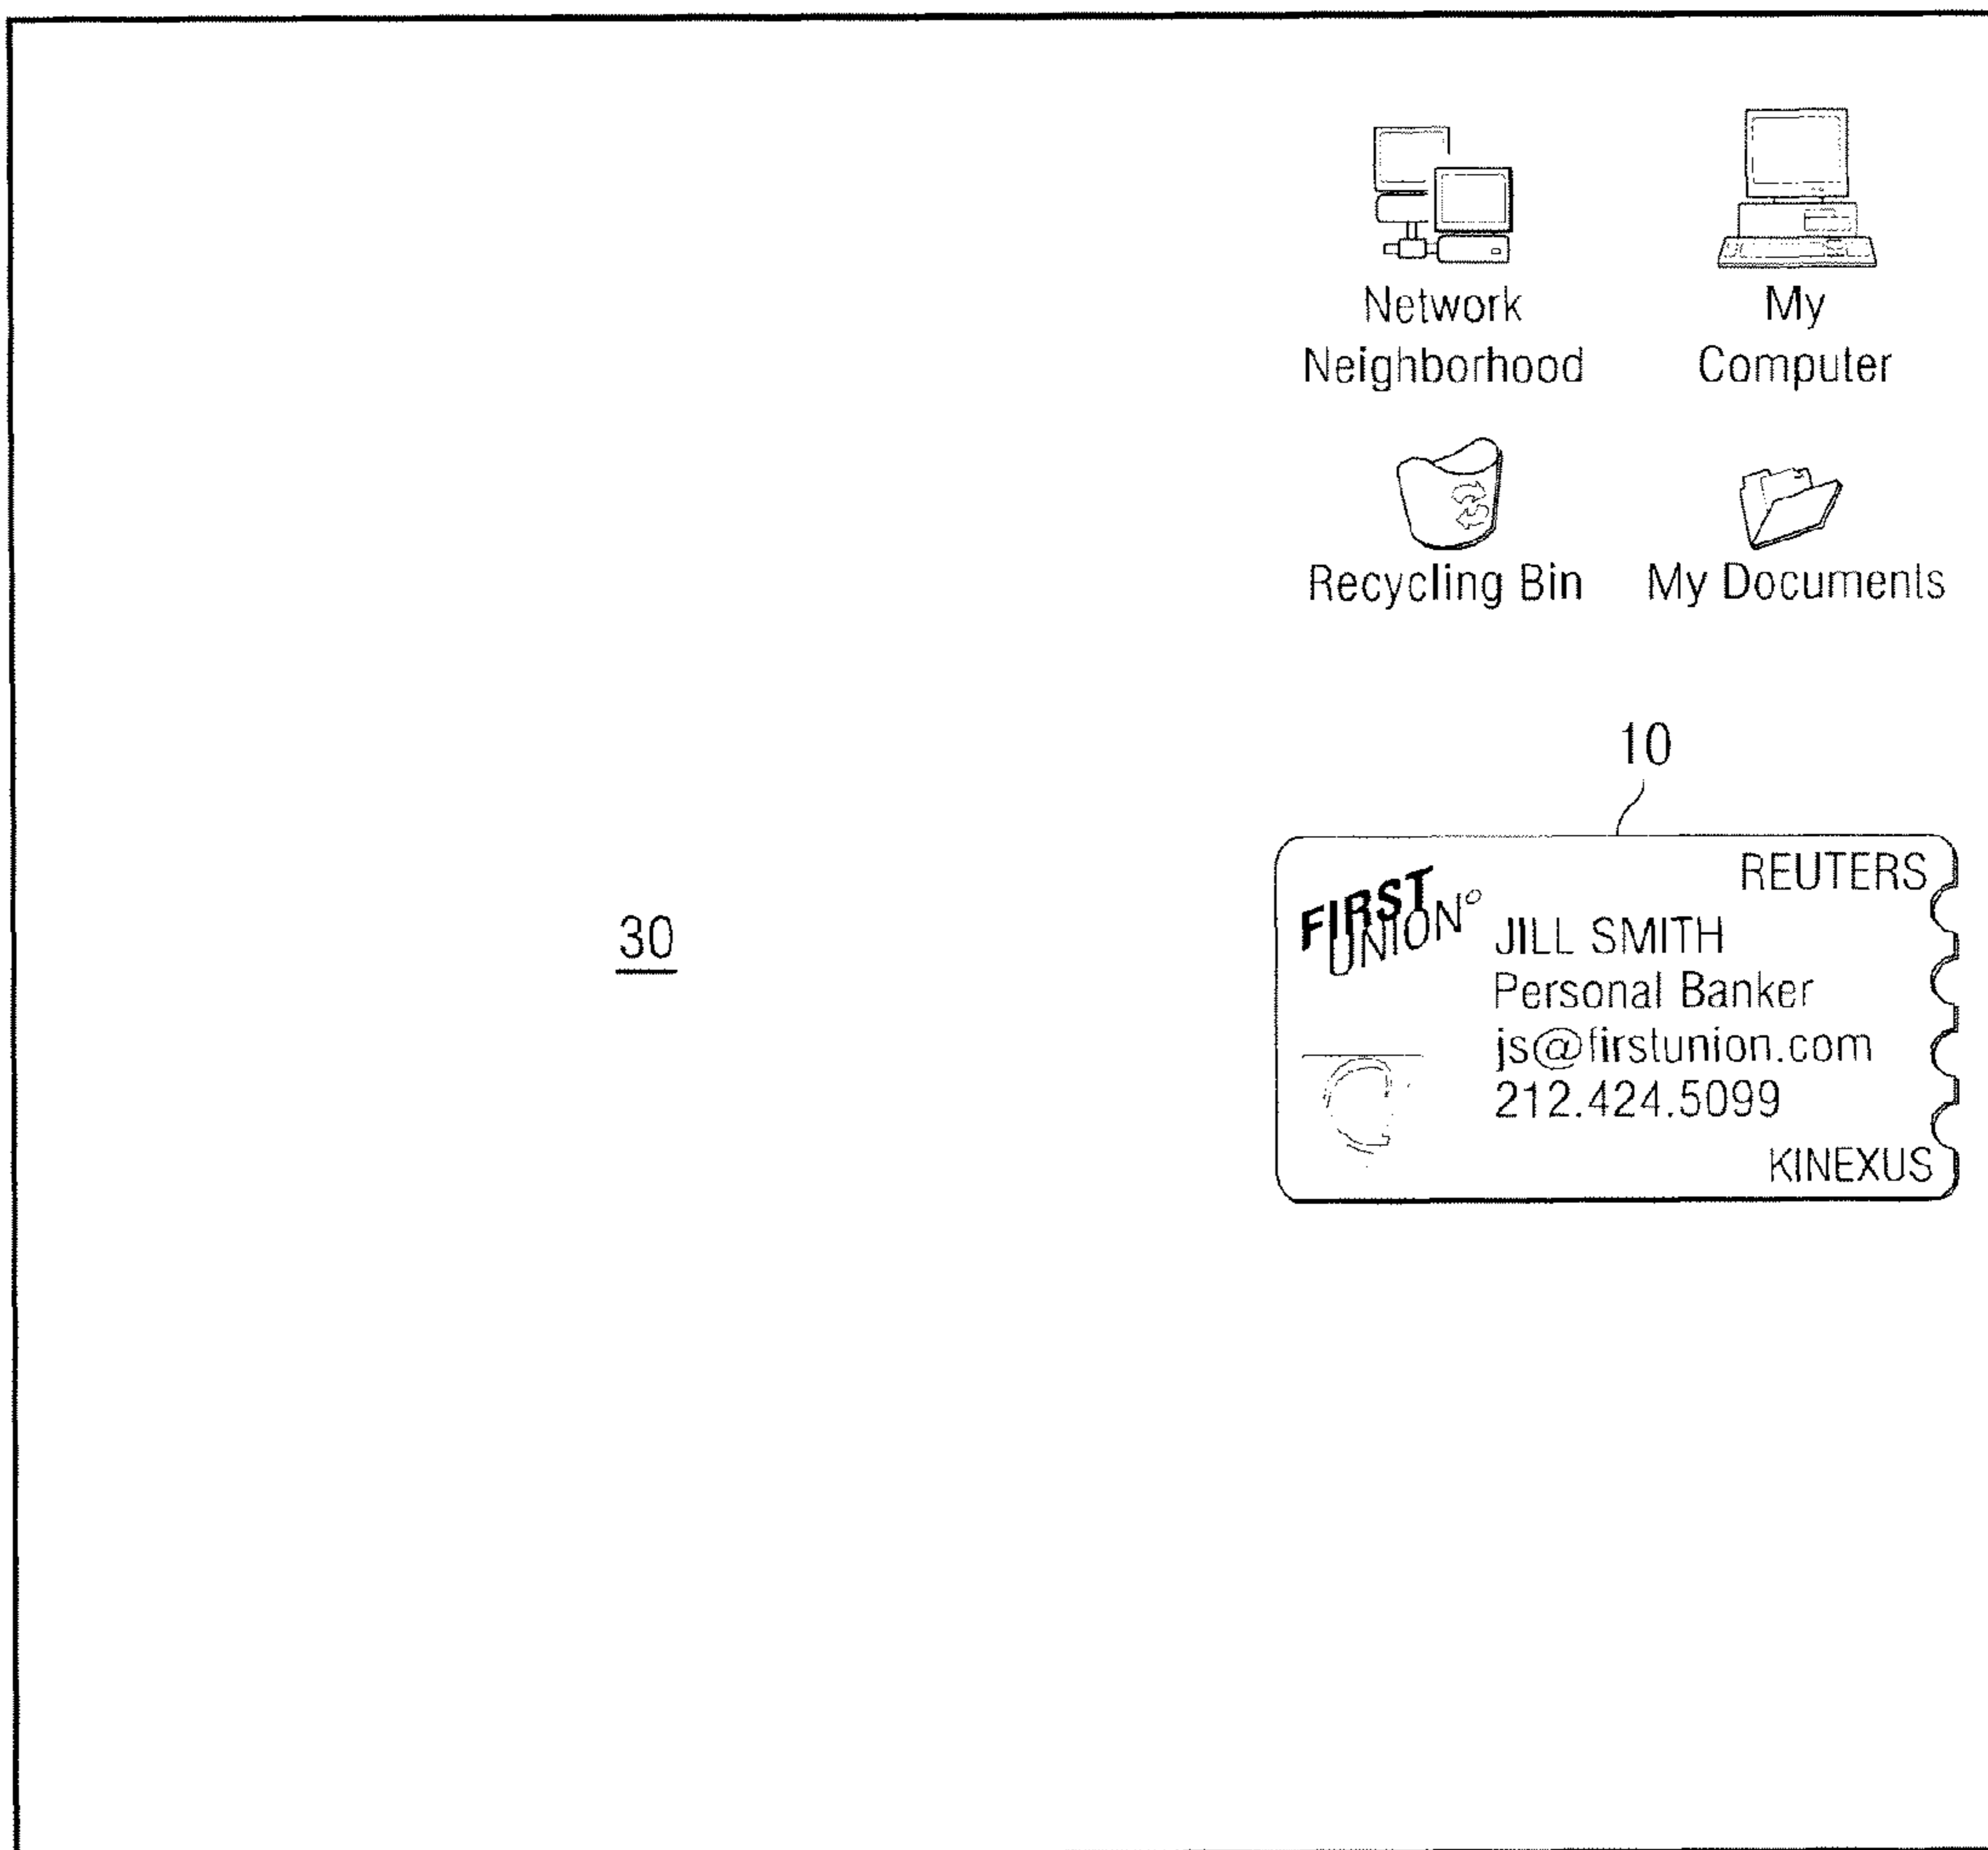 Network
Neighborhood
My
Computer
Recycling Bin
My Documents
10
30
FIRST
UNION
REUTERS
JILL SMITH
Personal Banker
js@firstunion.com
212.424.5099
KINEXUS